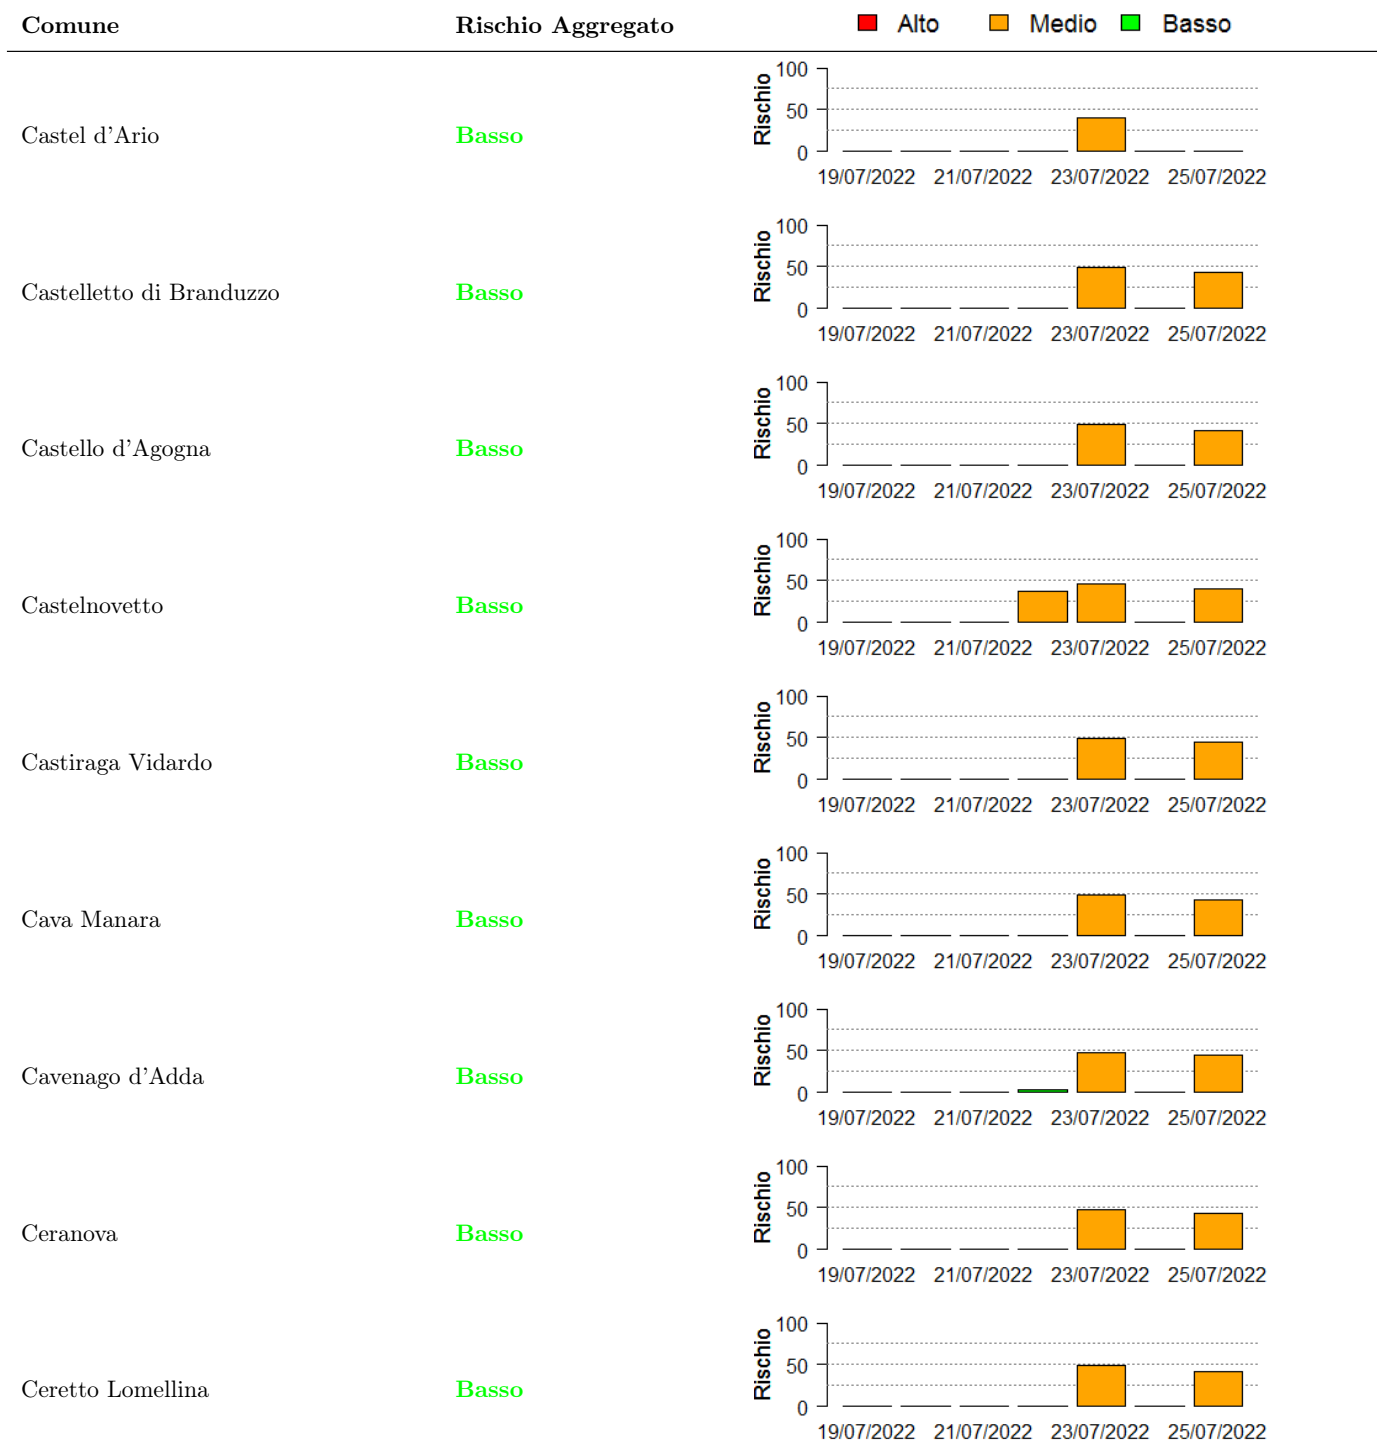 Comune Rischio Aggregato Alto Medio Basso
Castel d'Ario Basso
Rischio
100
50
0
19/07/2022 21/07/2022 23/07/2022 25/07/2022
Castelletto di Branduzzo Basso
Rischio
100
50
0
19/07/2022 21/07/2022 23/07/2022 25/07/2022
Castello d'Agogna Basso
Rischio
100
50
0
19/07/2022 21/07/2022 23/07/2022 25/07/2022
Castelnovetto Basso
Rischio
100
50
0
19/07/2022 21/07/2022 23/07/2022 25/07/2022
Castiraga Vidardo Basso
Rischio
100
50
0
19/07/2022 21/07/2022 23/07/2022 25/07/2022
Cava Manara Basso
Rischio
100
50
0
19/07/2022 21/07/2022 23/07/2022 25/07/2022
Cavenago d'Adda Basso
Rischio
100
50
0
19/07/2022 21/07/2022 23/07/2022 25/07/2022
Ceranova Basso
Rischio
100
50
0
19/07/2022 21/07/2022 23/07/2022 25/07/2022
Ceretto Lomellina Basso
Rischio
100
50
0
19/07/2022 21/07/2022 23/07/2022 25/07/2022